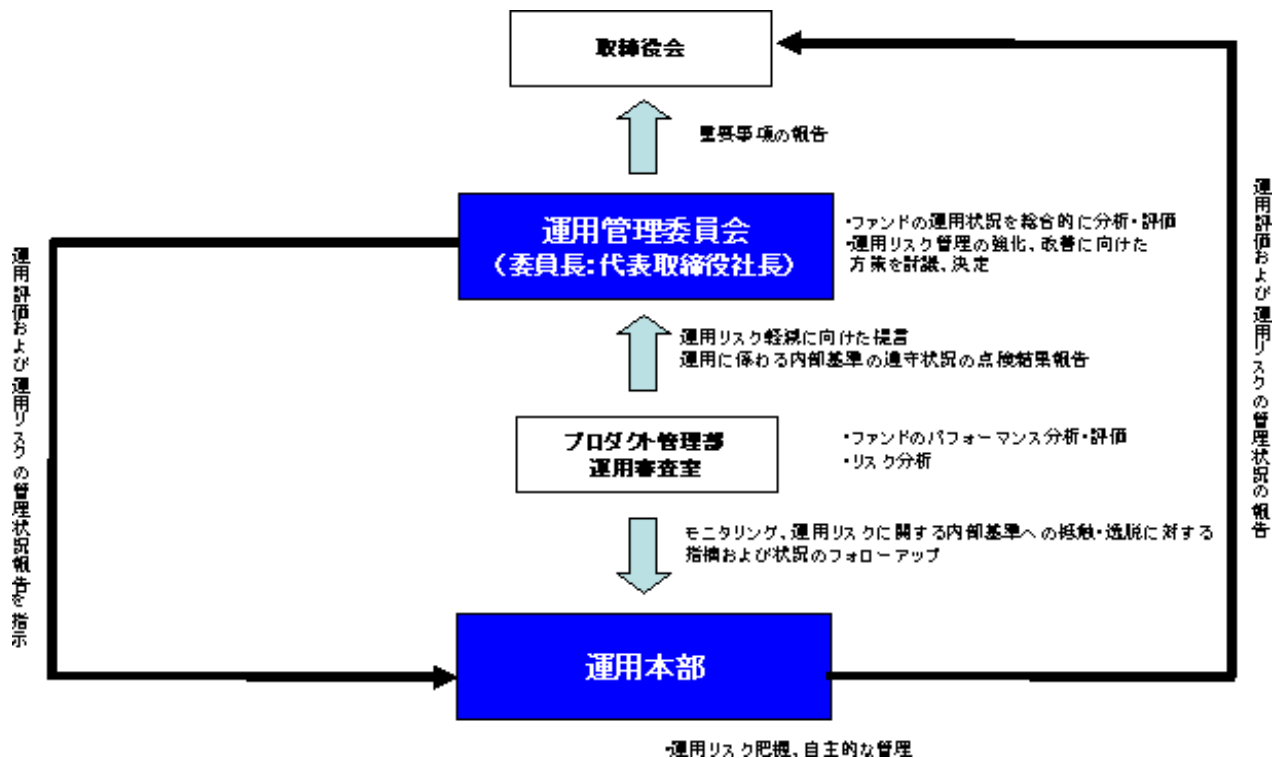 取締役会
重要事項の報告
運用管理委員会
（委員長：代表取締役社長）
・ファンドの運用状況を総合的に分析・評価
・運用リスク管理の強化、改善に向けた
方策を討議、決定
運用リスク軽減に向けた提言
運用に係わる内部基準の遵守状況の点検結果報告
プロダクト管理部
運用審査室
・ファンドのパフォーマンス分析・評価
・リスク分析
モニタリング、運用リスクに関する内部基準への抵触・逸脱に対する
指摘および状況のフォローアップ
運用本部
・運用リスク把握、自主的な管理
運用評価および運用リスクの管理状況報告を指示
運用評価および運用リスクの管理状況の報告